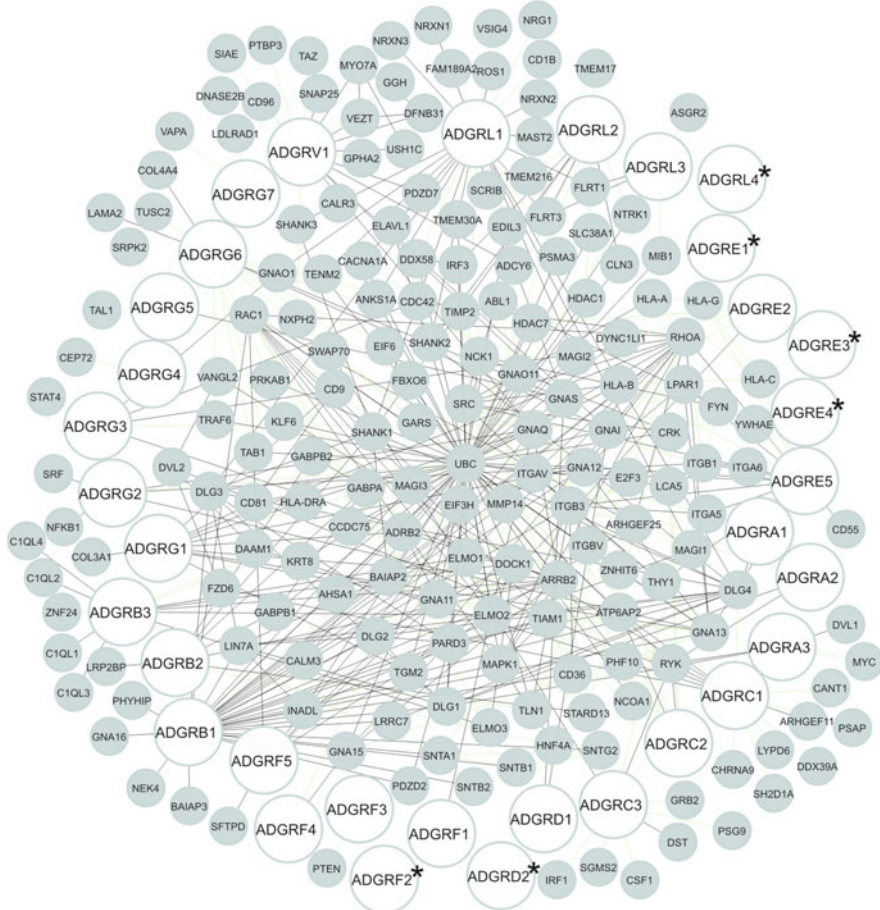 NRXN1
NRG1
VSIG4
PTBP3
NRXN3
SIAE
TAZ
MYO7A
FAM189A2
ROS1
CD1B
TMEM17
GGH
SNAP25
DNASE2B
CD96
NRXN2
DFNB31
VEZT
ASGR2
VAPA
LDLRAD1
ADGRV1
USH1C
ADGRL1
MAST2
ADGRL2
GPHA2
ADGRL3
COL4A4
ADGRG7
PDZD7
SCRIB
TMEM216
FLRT1
ADGRL4*
CALR3
LAMA2
TUSC2
NTRK1
SHANK3
ELAVL1
TMEM30A
EDIL3
FLRT3
SLC38A1
SRPK2
ADGRG6
ADGRE1*
GNAO1
TENM2
CACNA1A
DDX58
IRF3
ADCY6
PSMA3
CLN3
MIB1
ADGRG5
ANKS1A
CDC42
TIMP2
ABL1
HDAC1
HLA-A
HLA-G
ADGRE2
TAL1
RAC1
NXPH2
HDAC7
DYNC1LI1
RHOA
SHANK2
ADGRE3*
CEP72
SWAP70
EIF6
NCK1
MAGI2
ADGRG4
VANGL2
PRKAB1
CD9
FBXO6
GNAO11
HLA-B
LPAR1
HLA-C
STAT4
GNAS
FYN
ADGRE4*
SRC
TRAF6
KLF6
SHANK1
GARS
GNAQ
GNAI
CRK
YWHAE
ADGRG3
TAB1
GABPB2
UBC
SRF
DVL2
ITGAV
GNA12
ITGB1
ITGA6
ADGRG2
DLG3
GABPA
MAGI3
E2F3
LCA5
ADGRE5
CD81
HLA-DRA
EIF3H
MMP14
ITGB3
ITGA5
NFKB1
CCDC75
ADRB2
ARHGEF25
ADGRA1
CD55
C1QL4
COL3A1
ADGRG1
DAAM1
ITGBV
MAGI1
KRT8
ELMO1
DOCK1
ZNHIT6
C1QL2
BAIAP2
ARRB2
THY1
ADGRA2
FZD6
AHSA1
DLG4
ZNF24
ADGRB3
GABPB1
GNA11
ELMO2
TIAM1
ATP6AP2
GNA13
DVL1
C1QL1
LIN7A
DLG2
PARD3
ADGRA3
LRP2BP
ADGRB2
CALM3
TGM2
MAPK1
CD36
PHF10
RYK
MYC
C1QL3
PHYHIP
NCOA1
ADGRC1
CANT1
INADL
LRRC7
DLG1
TLN1
STARD13
ARHGEF11
GNA16
ADGRB1
ELMO3
PSAP
GNA15
SNTA1
HNF4A
SNTG2
ADGRC2
LYPD6
ADGRF5
SNTB1
CHRNA9
DDX39A
NEK4
PDZD2
SNTB2
SH2D1A
BAIAP3
ADGRF3
ADGRC3
GRB2
SFTPD
ADGRF4
ADGRF1
ADGRD1
PSG9
DST
PTEN
SGMS2
ADGRF2*
ADGRD2*
IRF1
CSF1